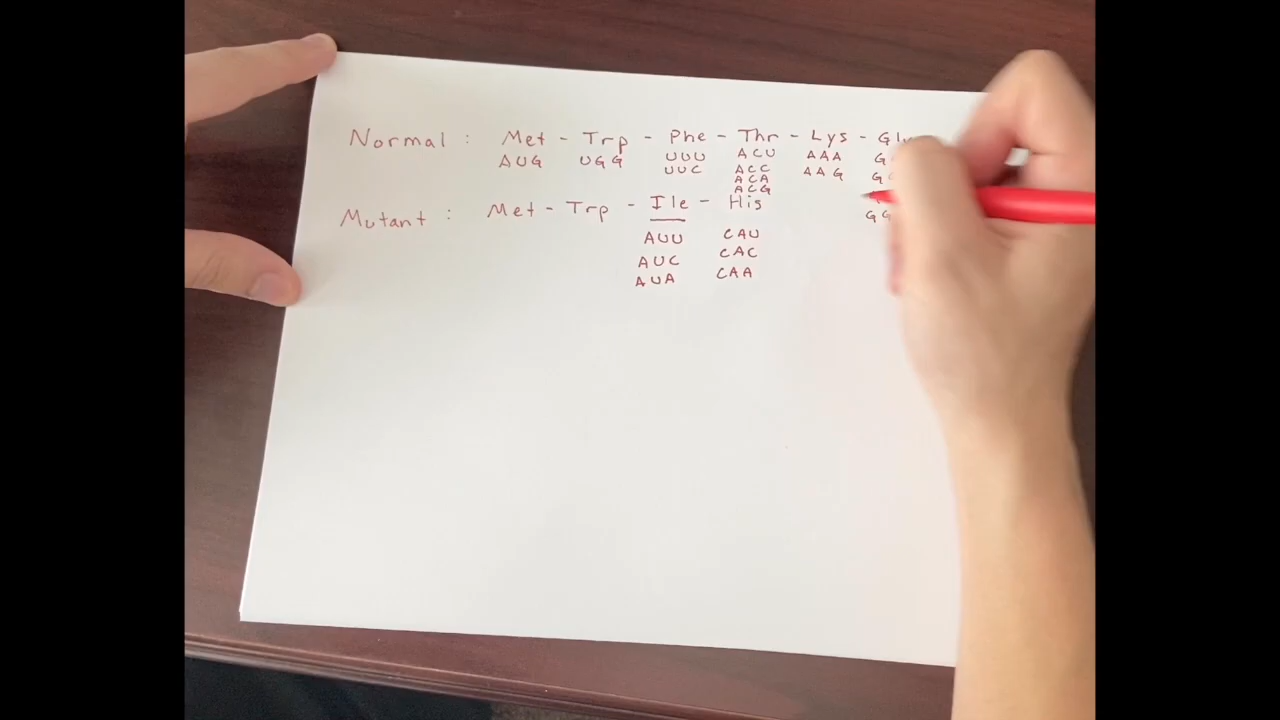 Normal : Met - Trp - Phe - Thr - Lys -
AUG UGG UUU ACU AAA
UUC ACC AAG
ACA
ACG
Mutant : Met - Trp - Ile - His
AUU CAU
AUC CAC
AUA CAA